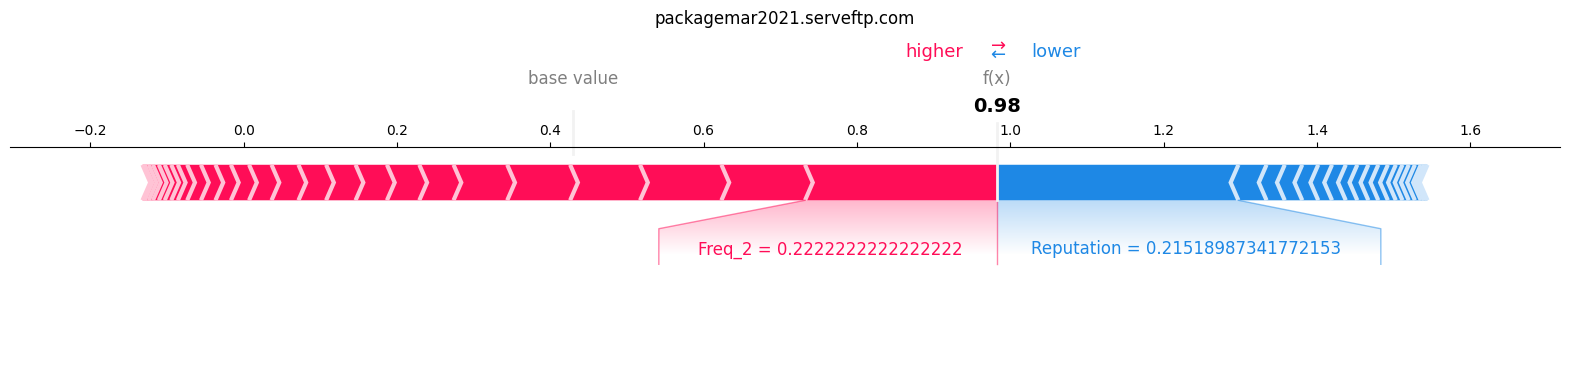 packagemar2021.serveftp.com
higher ⇄ lower
base value f(x)
0.98
−0.2 0.0 0.2 0.4 0.6 0.8 1.0 1.2 1.4 1.6
Freq_2 = 0.2222222222222222 Reputation = 0.21518987341772153